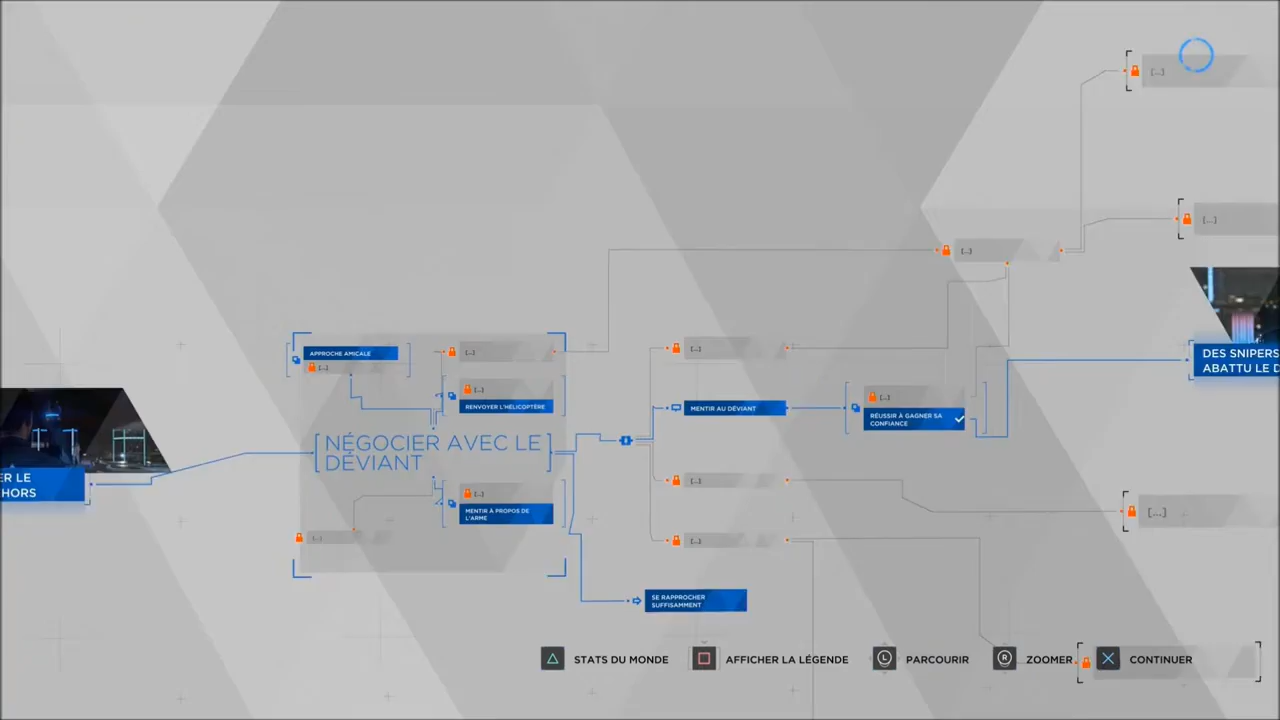 [...]
[...]
[...]
DES SNIPERS
ABATTU LE D
APPROCHE AMICALE
[...]
[...]
[...]
RENVOYER L'HÉLICOPTÈRE
[...]
MENTIR AU DÉVIANT
[...]
RÉUSSIR À GAGNER SA
CONFIANCE
NÉGOCIER AVEC LE
DÉVIANT
ER LE
HORS
[...]
MENTIR À PROPOS DE
L'ARME
[...]
[...]
[...]
[...]
SE RAPPROCHER
SUFFISAMMENT
STATS DU MONDE
AFFICHER LA LÉGENDE
L PARCOURIR
R ZOOMER
CONTINUER